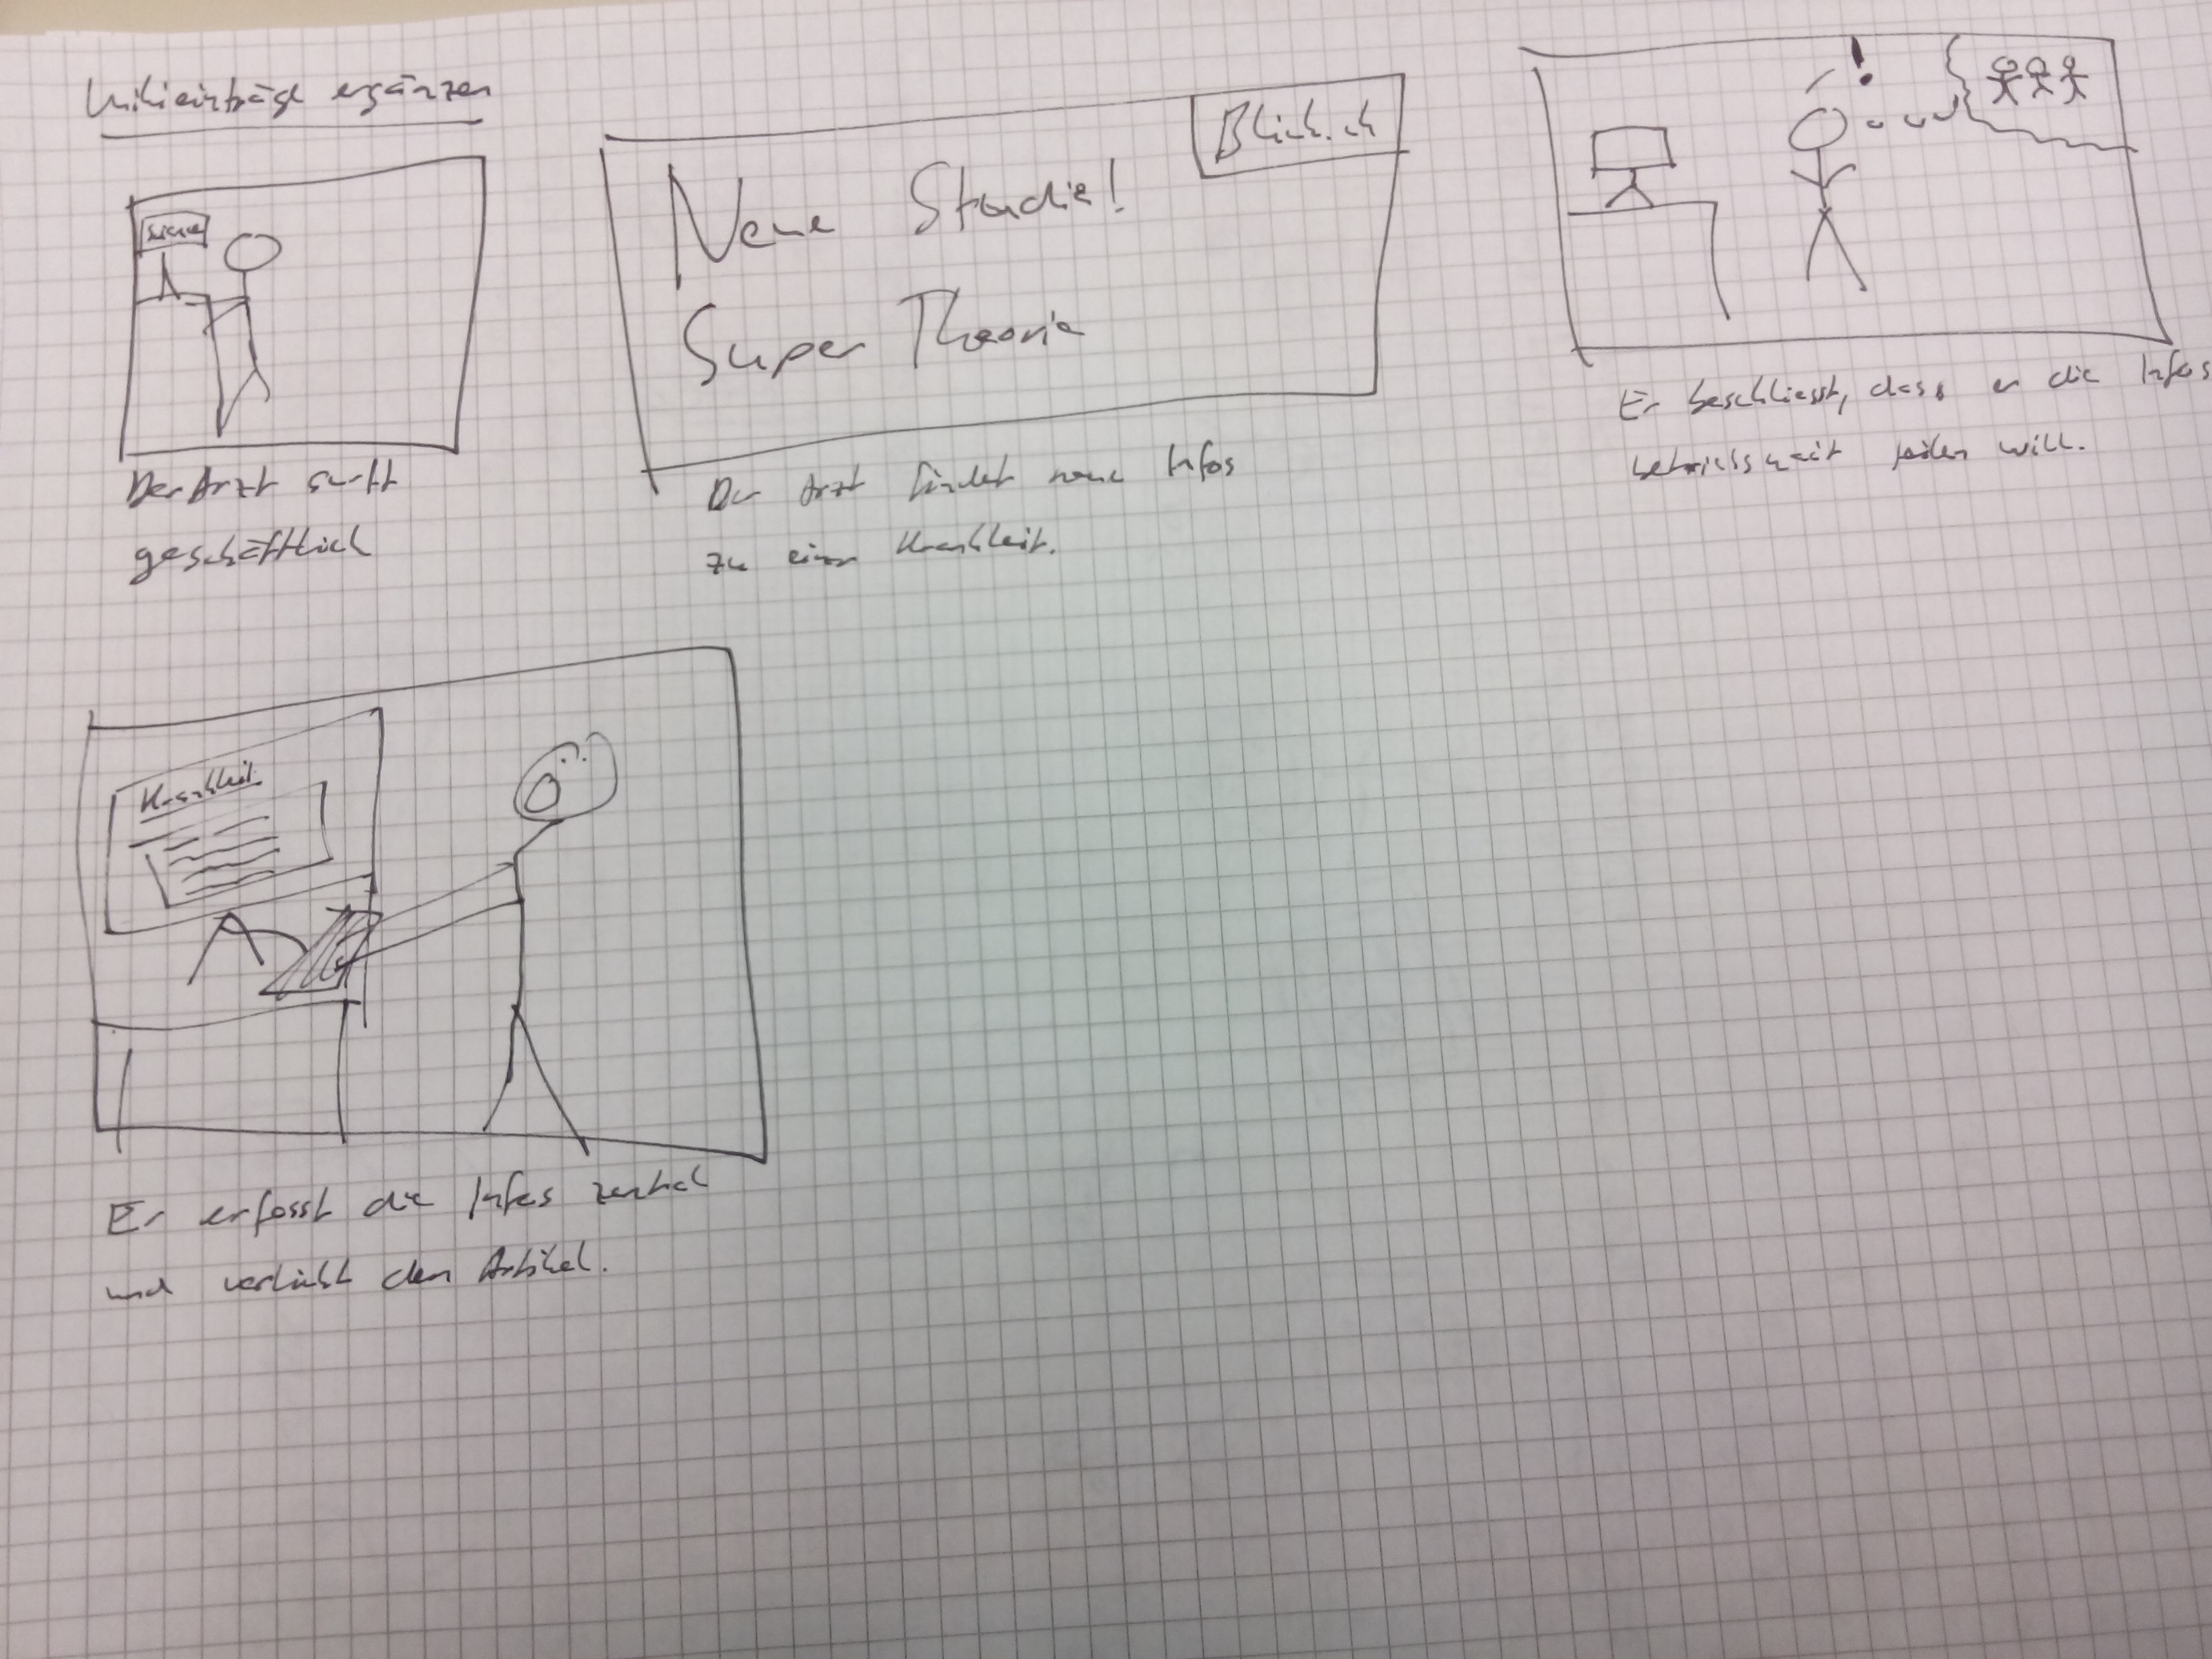 Wikieinträge ergänzen
Der Arzt surft
geschäftlich
Blick.ch
Neue Studie!
Super Theorie
Der Arzt findet neue Infos
zu einer Krankheit.
Er beschliesst, dass er die Infos
betriebsweit teilen will.
Krankheit
Er erfasst die Infos zentral
und verlinkt den Artikel.